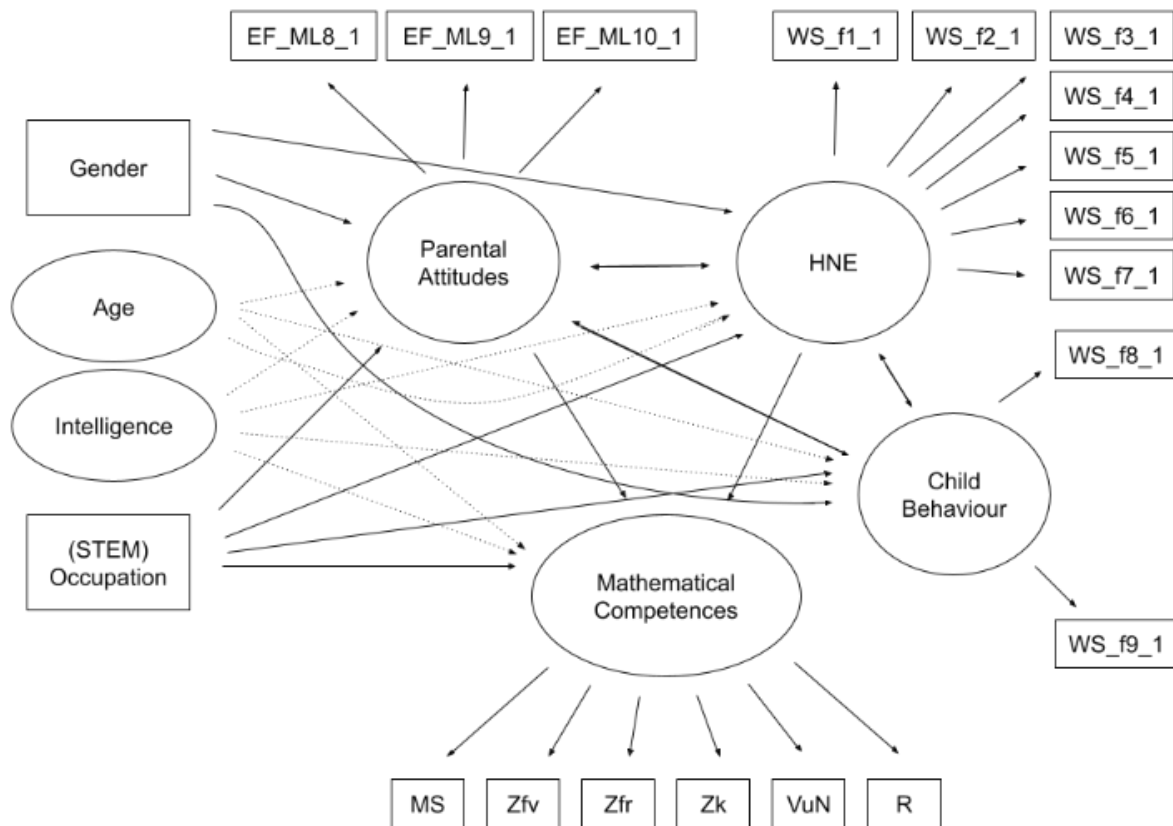 EF_ML8_1
EF_ML9_1
EF_ML10_1
WS_f1_1
WS_f2_1
WS_f3_1
WS_f4_1
WS_f5_1
WS_f6_1
WS_f7_1
Gender
Parental
Attitudes
HNE
Age
Intelligence
WS_f8_1
Child
Behaviour
(STEM)
Occupation
Mathematical
Competences
WS_f9_1
MS
Zfv
Zfr
Zk
VuN
R